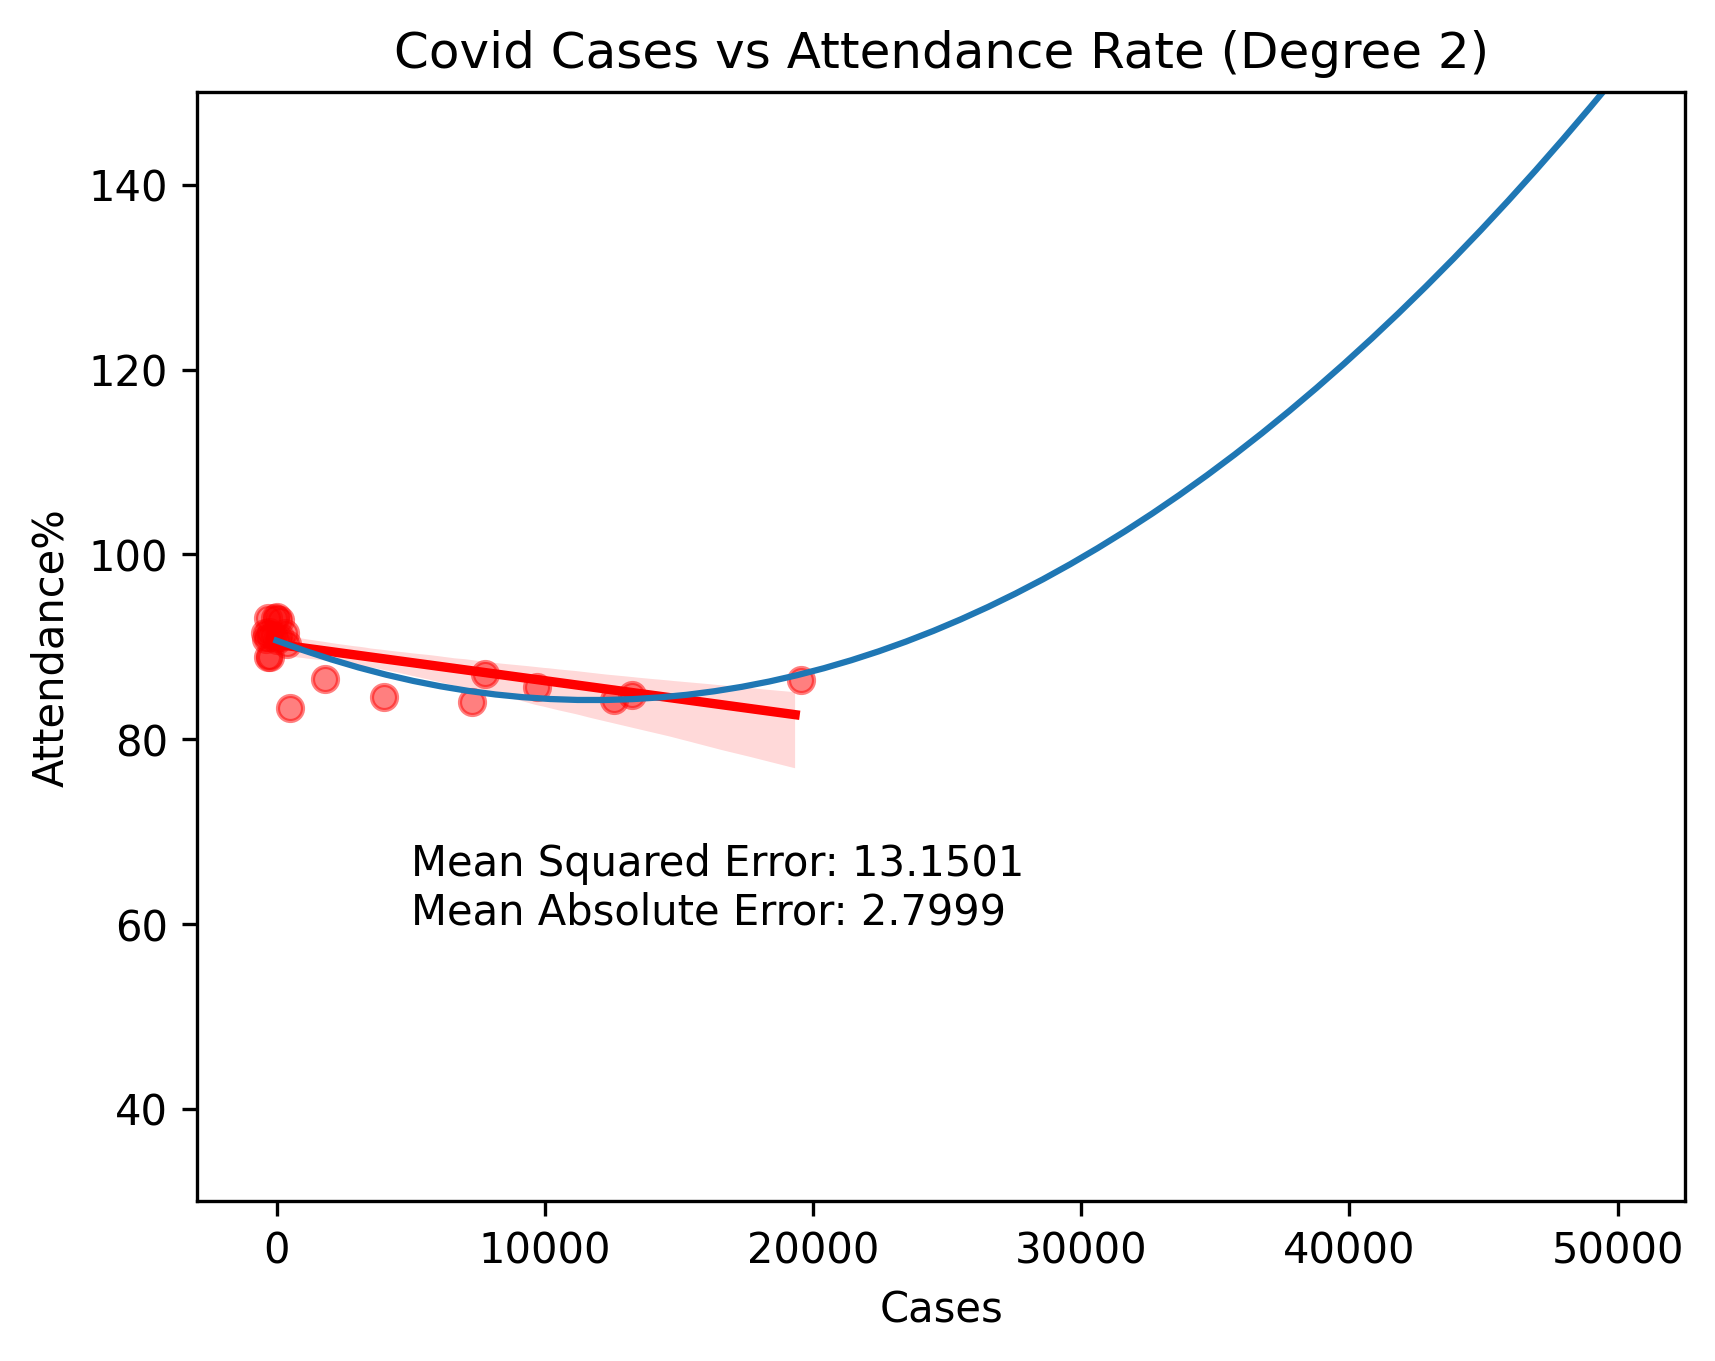 Covid Cases vs Attendance Rate (Degree 2)
140
120
100
80
60
40
Attendance%
Mean Squared Error: 13.1501
Mean Absolute Error: 2.7999
0 10000 20000 30000 40000 50000
Cases